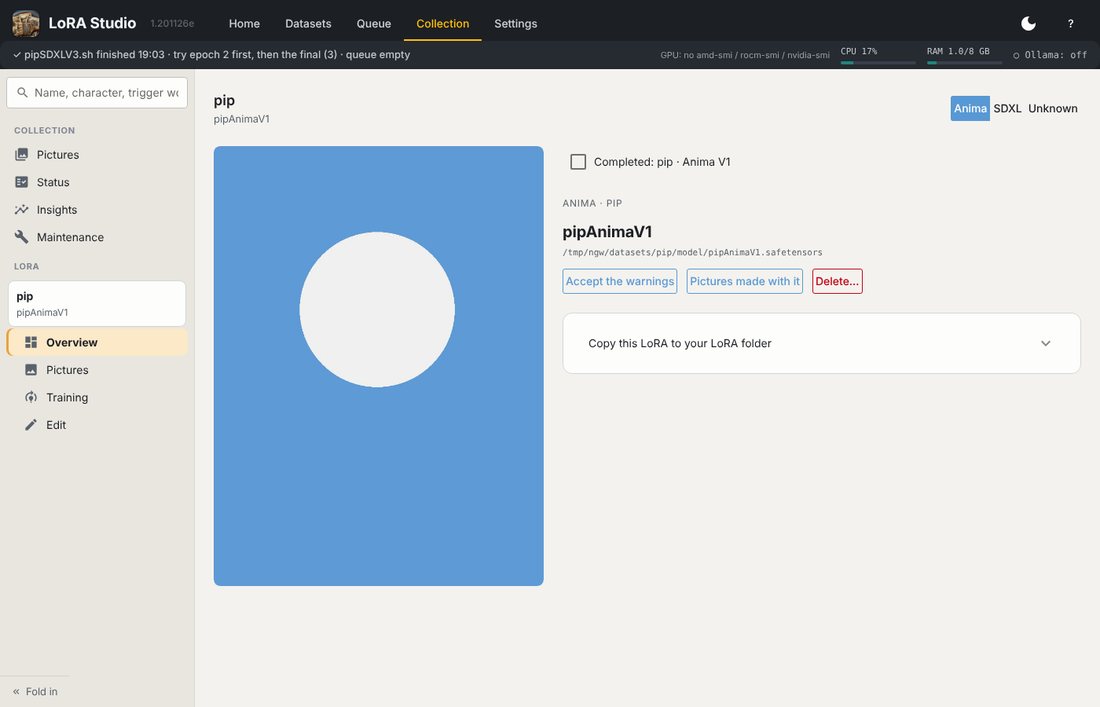 LoRA Studio 1.201126e Home Datasets Queue Collection Settings ?
✓ pipSDXLV3.sh finished 19:03 · try epoch 2 first, then the final (3) · queue empty GPU: no amd-smi / rocm-smi / nvidia-smi CPU 17% RAM 1.0/8 GB ○ Ollama: off
Name, character, trigger wo
COLLECTION
Pictures
Status
Insights
Maintenance
LORA
pip
pipAnimaV1
Overview
Pictures
Training
Edit
« Fold in
pip
pipAnimaV1
Anima SDXL Unknown
Completed: pip · Anima V1
ANIMA · PIP
pipAnimaV1
/tmp/ngw/datasets/pip/model/pipAnimaV1.safetensors
Accept the warnings Pictures made with it Delete...
Copy this LoRA to your LoRA folder